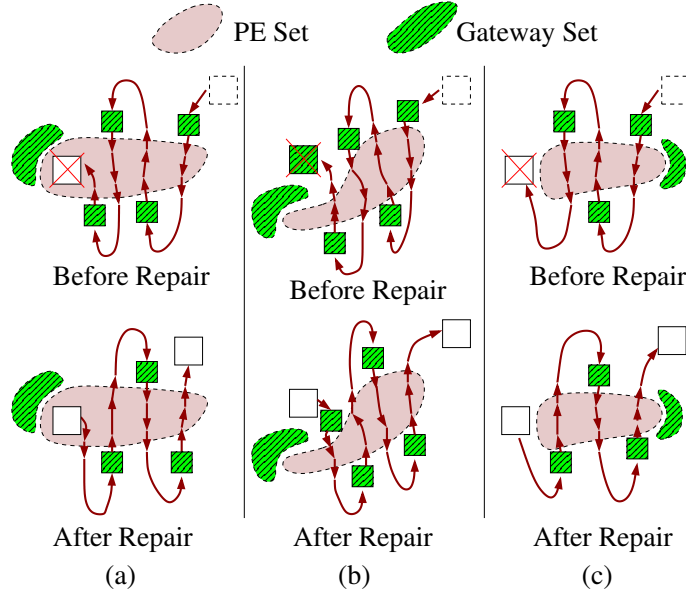 PE Set Gateway Set
Before Repair Before Repair Before Repair
After Repair After Repair After Repair
(a) (b) (c)